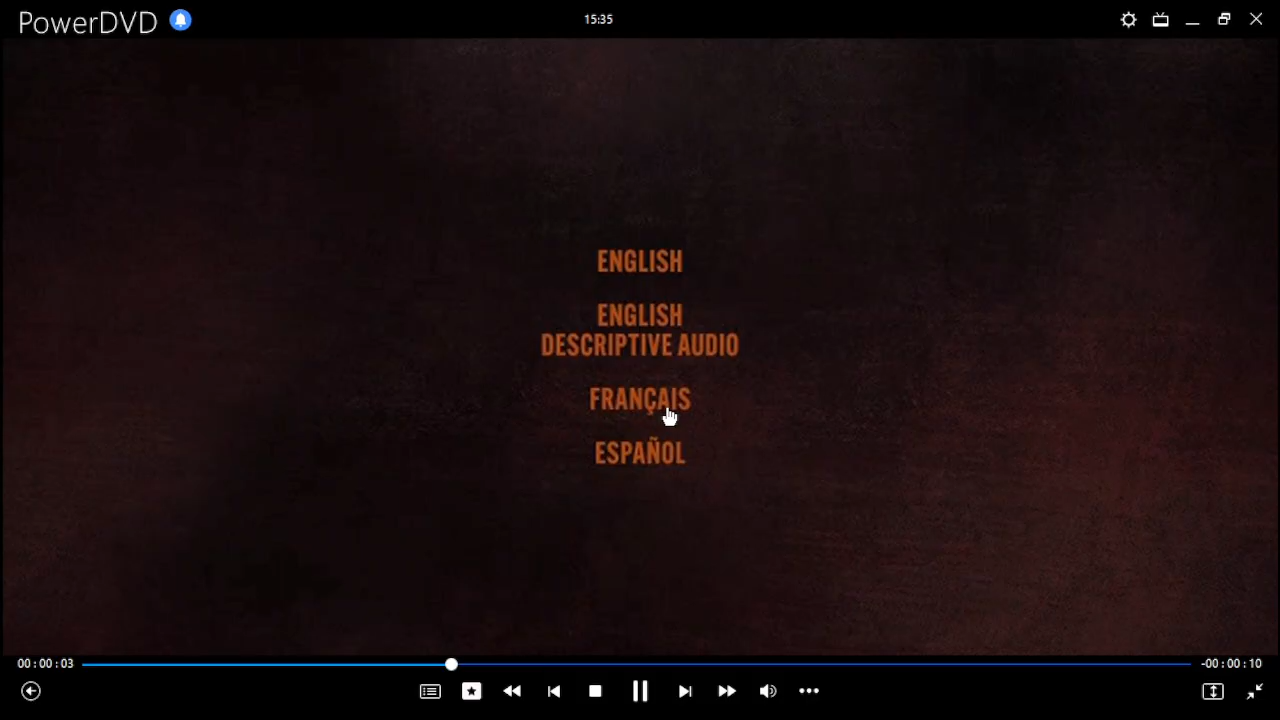 PowerDVD
15:35
ENGLISH
ENGLISH
DESCRIPTIVE AUDIO
FRANÇAIS
ESPAÑOL
00:00:03
-00:00:10